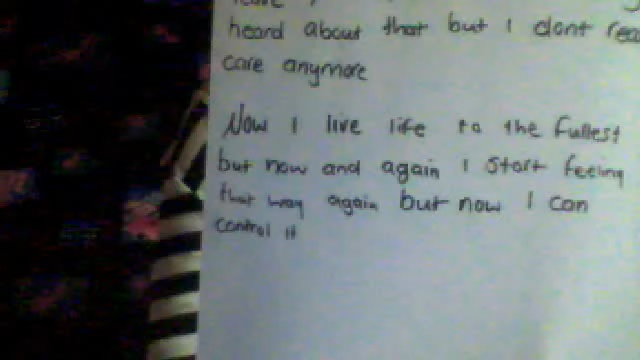 heard about that but I dont
care anymore
Now I live life to the fullest
but now and again I start feeling
that way again but now I can
control it